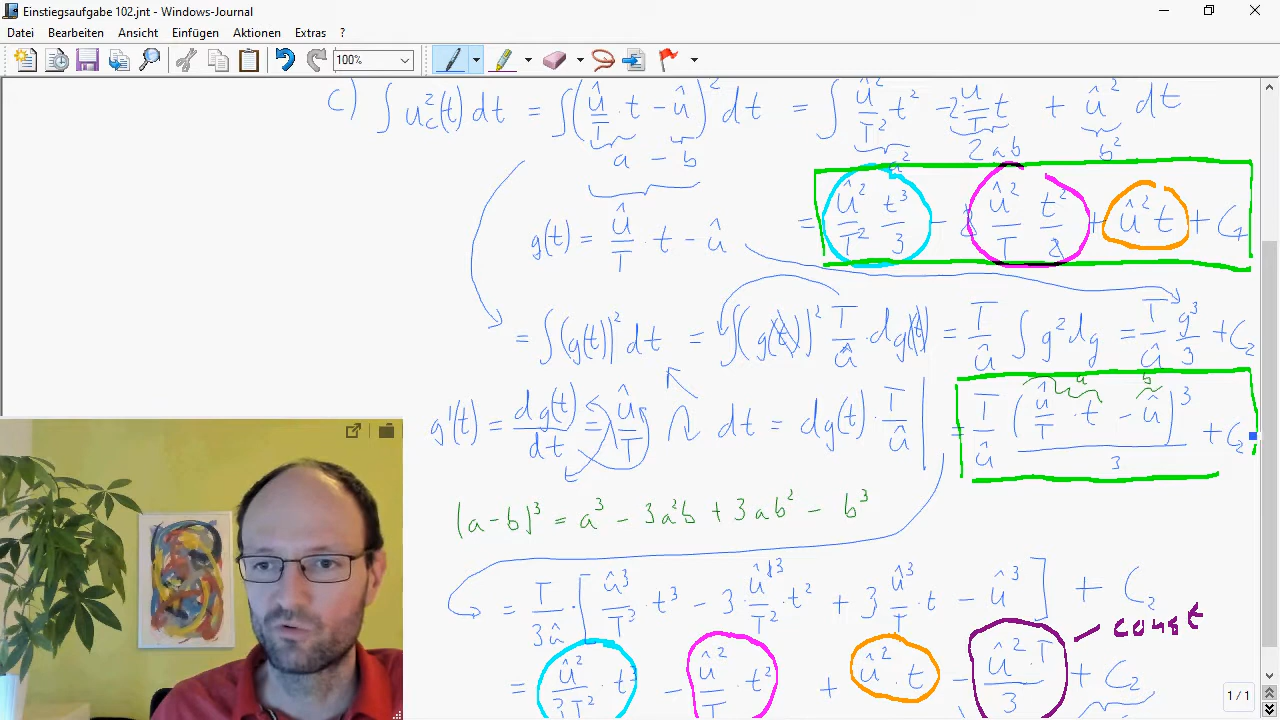 Einstiegsaufgabe 102.jnt - Windows-Journal
Datei Bearbeiten Ansicht Einfügen Aktionen Extras ?
100%
c) ∫ u_c²(t) dt = ∫ (û/T · t - û)² dt = ∫ û²/T² t² - 2 û/T t + û² dt
a - b
a² 2ab b²
g(t) = û/T · t - û
= û²/T² t³/3 - 2 û²/T t²/2 + û² t + C₁
= ∫ (g(t))² dt = ∫ (g(t))² T/û · dg(t) = T/û ∫ g² dg = T/û g³/3 + C₂
g'(t) = dg(t)/dt = û/T dt = dg(t) · T/û
a b
= T/û (û/T · t - û)³/3 + C₂
(a-b)³ = a³ - 3a²b + 3ab² - b³
= T/3û · [û³/T³ · t³ - 3 · û³/T² · t² + 3 û³/T · t - û³] + C₂
const
= û²/3T² · t³ - û²/T · t² + û² · t - û² · T/3 + C₂
1 / 1